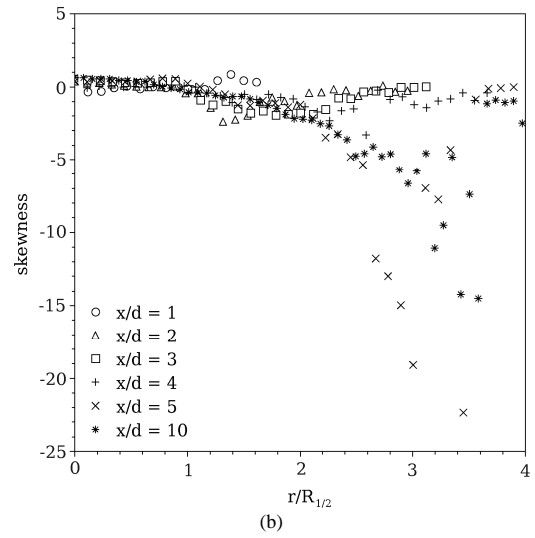 5
0
-5
-10
-15
-20
-25
skewness
x/d = 1
x/d = 2
x/d = 3
x/d = 4
x/d = 5
x/d = 10
0 1 2 3 4
r/R1/2
(b)